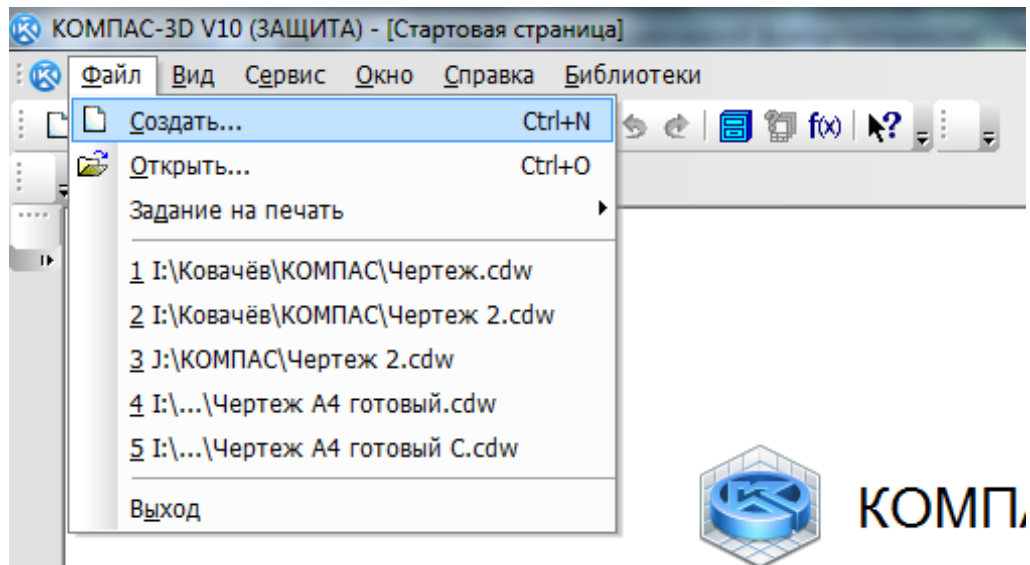 КОМПАС-3D V10 (ЗАЩИТА) - [Стартовая страница]
Файл Вид Сервис Окно Справка Библиотеки
Создать... Ctrl+N
f(x) ?
Открыть... Ctrl+O
Задание на печать
1 I:\Ковачёв\КОМПАС\Чертеж.cdw
2 I:\Ковачёв\КОМПАС\Чертеж 2.cdw
3 J:\КОМПАС\Чертеж 2.cdw
4 I:\...\Чертеж А4 готовый.cdw
5 I:\...\Чертеж А4 готовый С.cdw
Выход
КОМПА